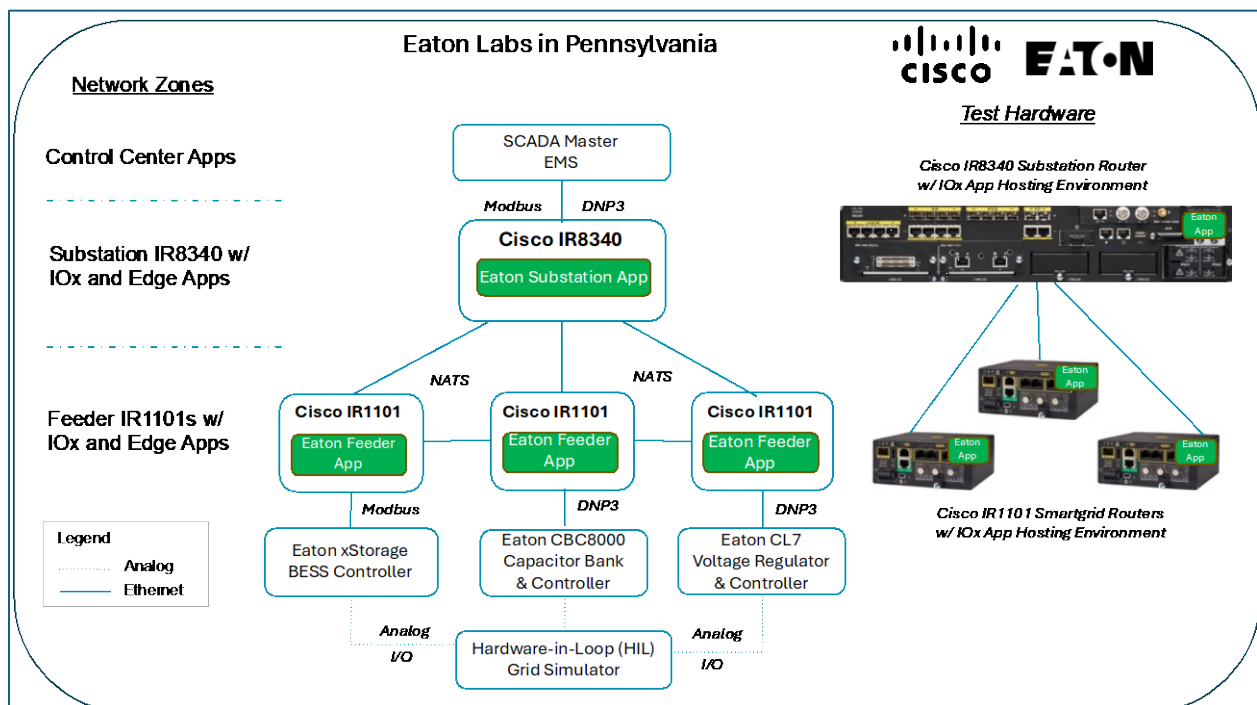 Eaton Labs in Pennsylvania
CISCO
EATON
Network Zones
Test Hardware
Control Center Apps
SCADA Master
EMS
Cisco IR8340 Substation Router
w/ IOx App Hosting Environment
Modbus
DNP3
Substation IR8340 w/
IOx and Edge Apps
Cisco IR8340
Eaton Substation App
Eaton
App
NATS
NATS
Feeder IR1101s w/
IOx and Edge Apps
Cisco IR1101
Eaton Feeder
App
Cisco IR1101
Eaton Feeder
App
Cisco IR1101
Eaton Feeder
App
Eaton
App
Eaton
App
Eaton
App
Cisco IR1101 Smartgrid Routers
w/ IOx App Hosting Environment
Modbus
DNP3
DNP3
Legend
Analog
Ethernet
Eaton xStorage
BESS Controller
Eaton CBC8000
Capacitor Bank
& Controller
Eaton CL7
Voltage Regulator
& Controller
Analog
I/O
Hardware-in-Loop (HIL)
Grid Simulator
Analog
I/O